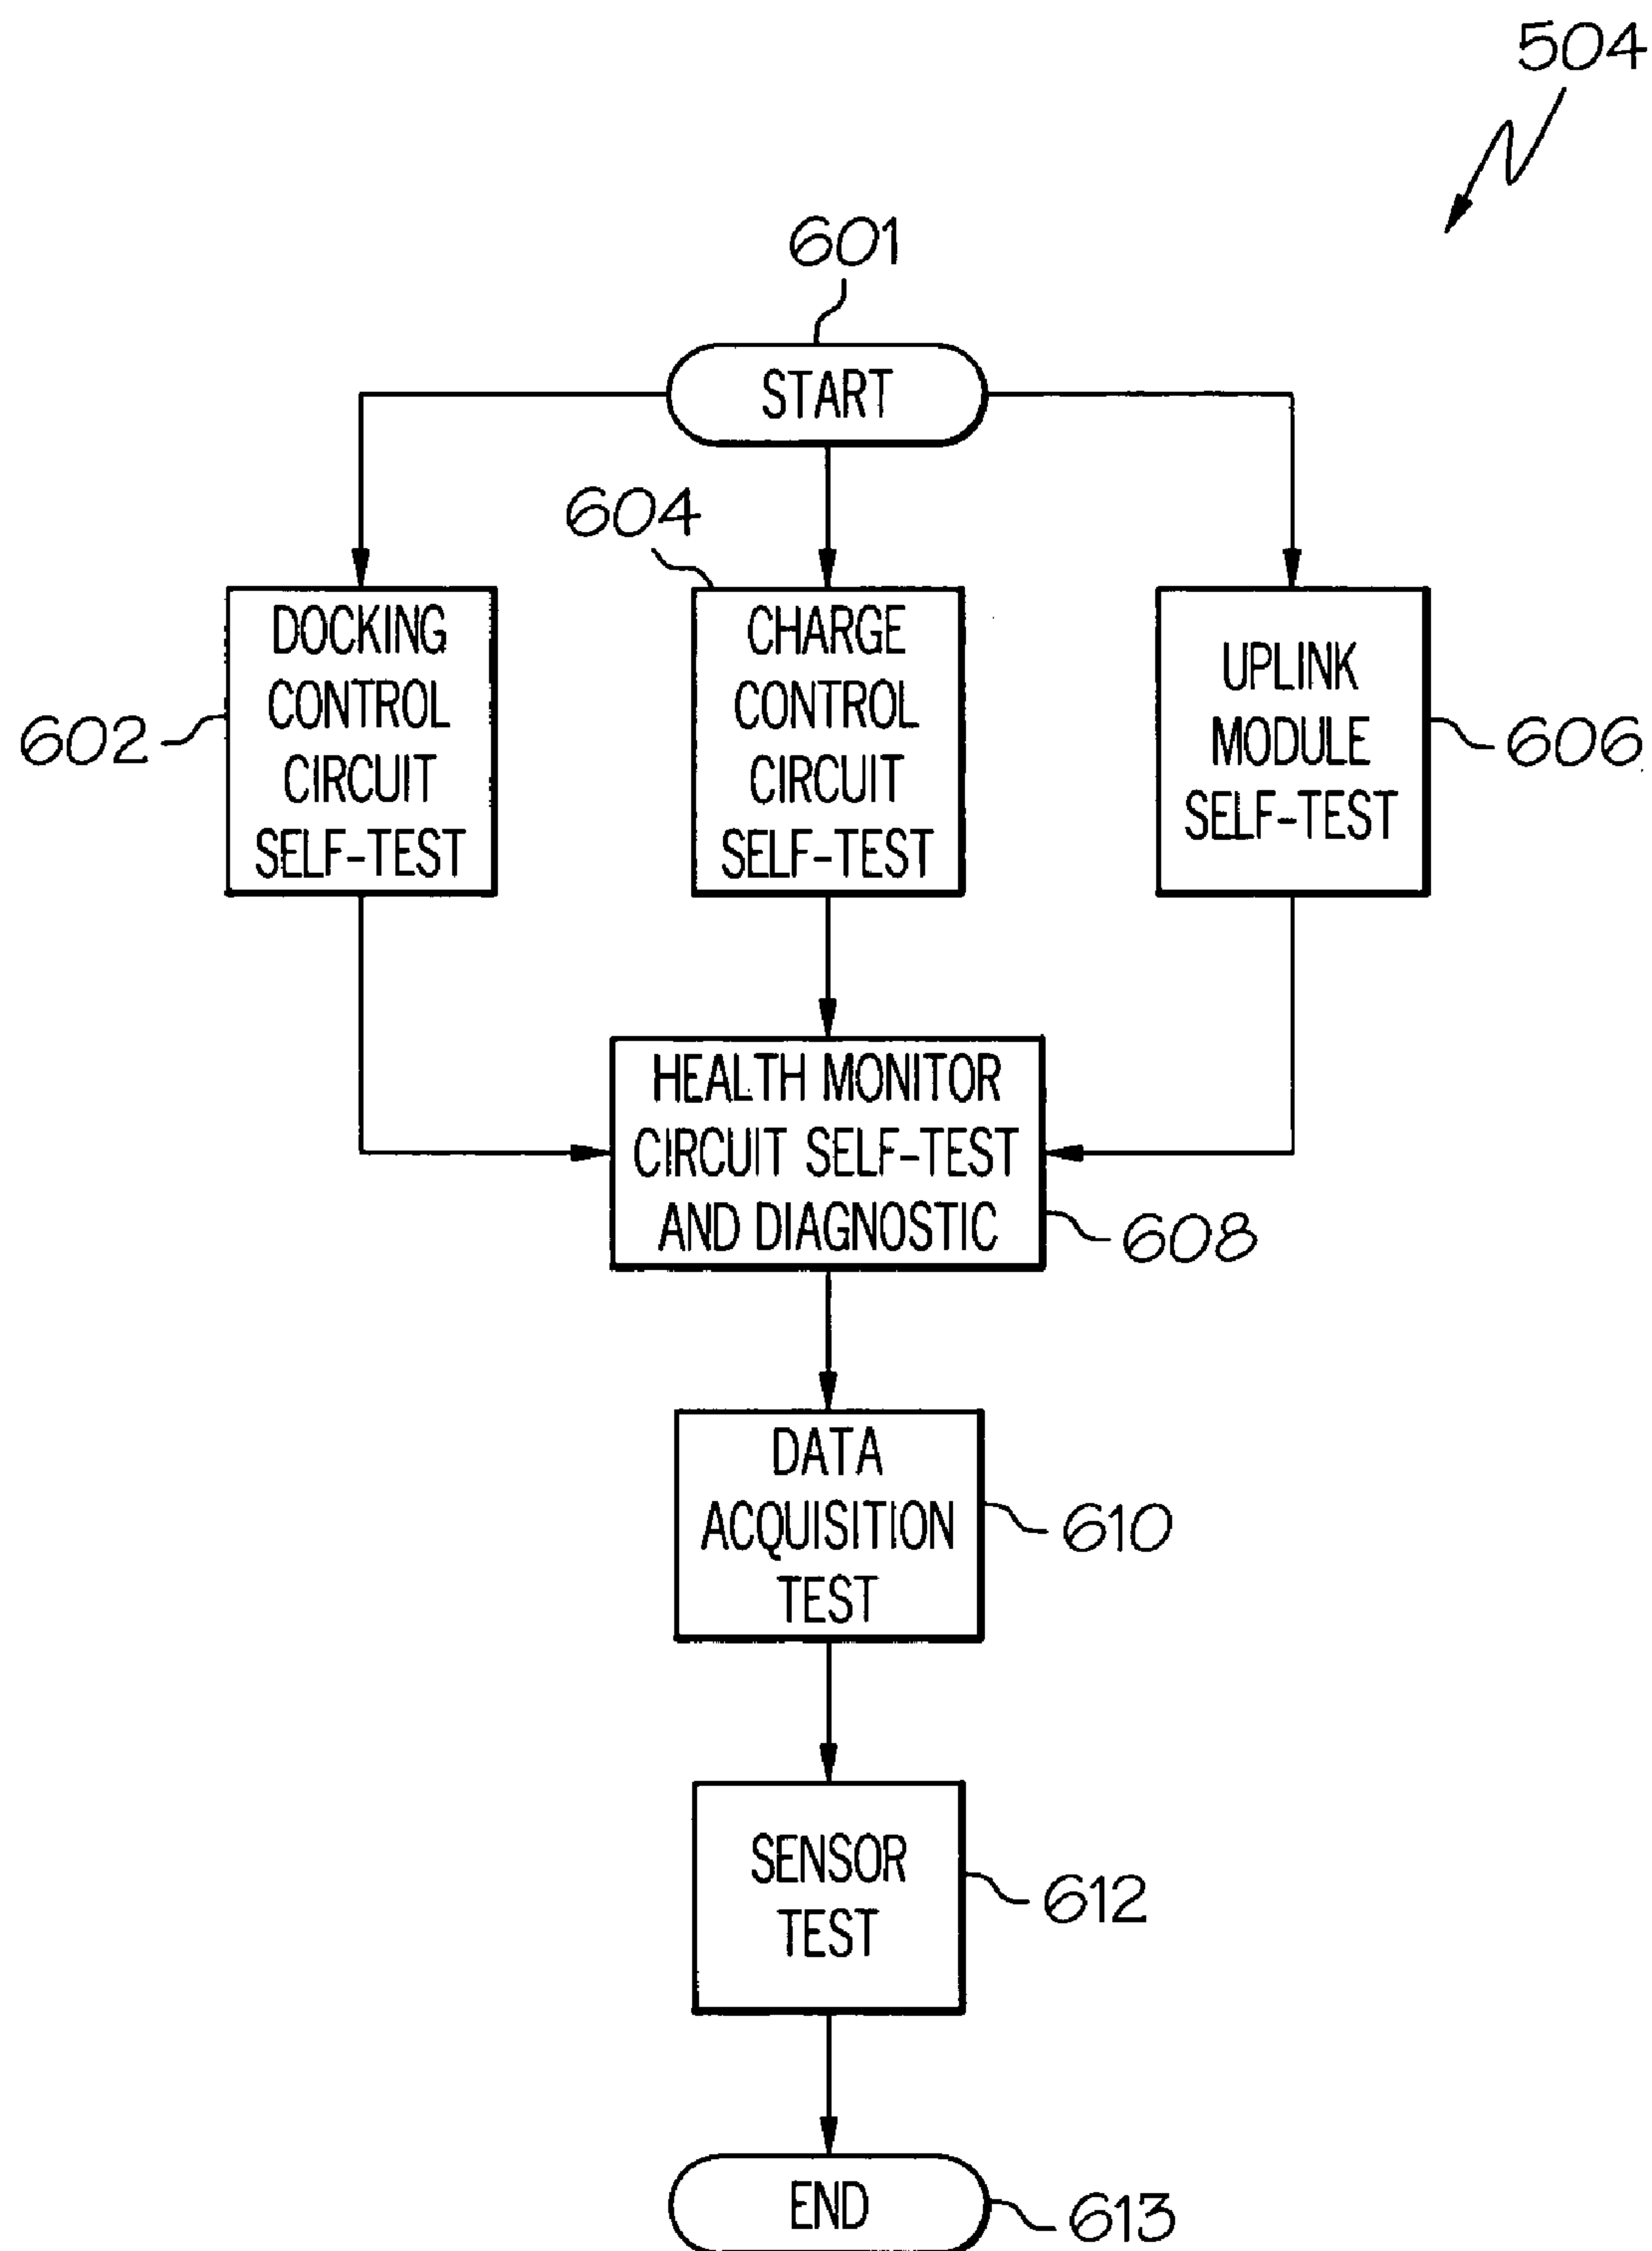 504
601
START
604
DOCKING
CONTROL
CIRCUIT
SELF-TEST
602
CHARGE
CONTROL
CIRCUIT
SELF-TEST
UPLINK
MODULE
SELF-TEST
606
HEALTH MONITOR
CIRCUIT SELF-TEST
AND DIAGNOSTIC
608
DATA
ACQUISITION
TEST
610
SENSOR
TEST
612
END
613